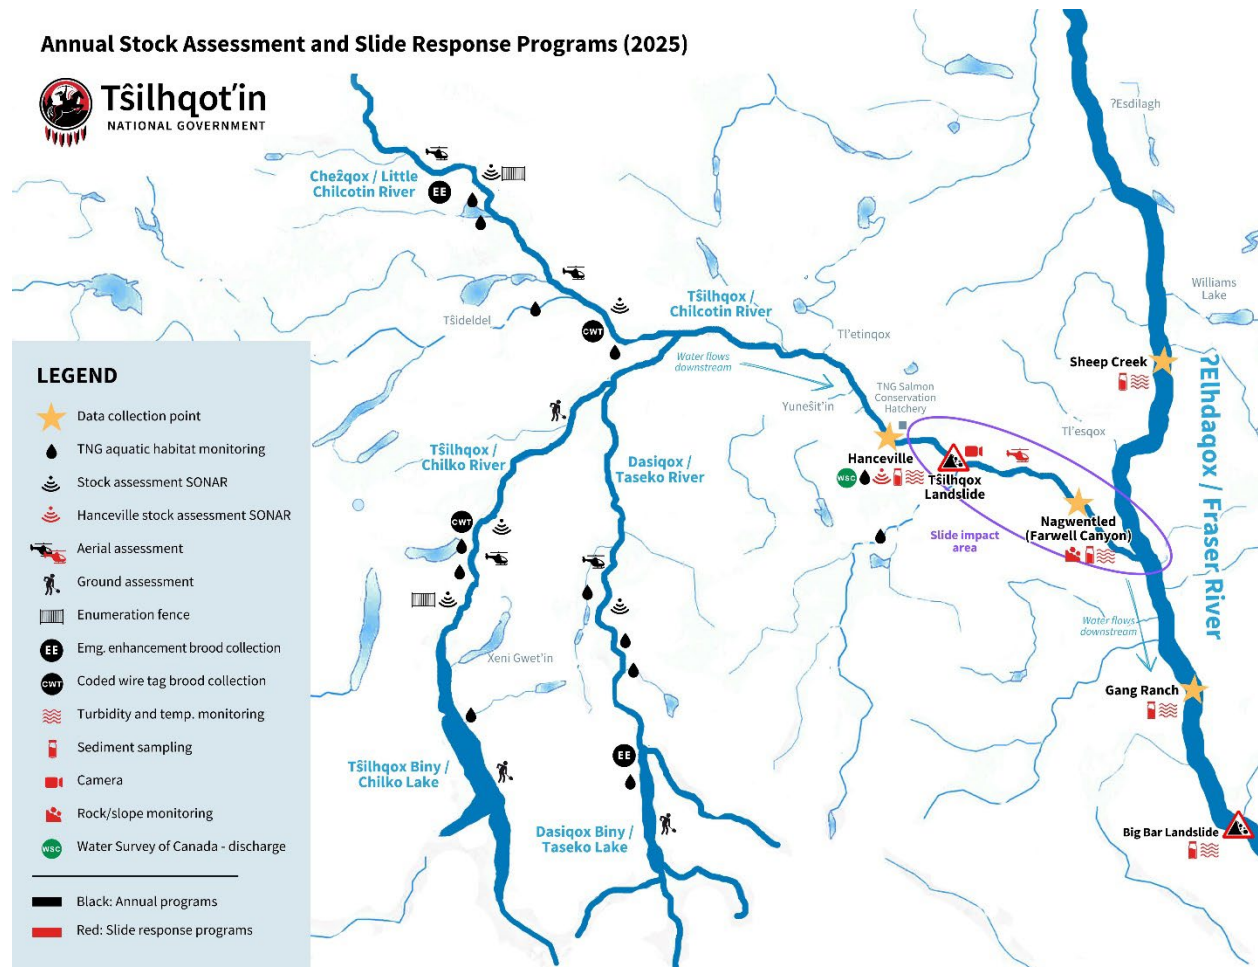 Annual Stock Assessment and Slide Response Programs (2025)
Tŝilhqot'in
NATIONAL GOVERNMENT
ʔEsdilagh
Chezqox / Little
Chilcotin River
EE
Tŝideldel
CWT
Tŝilhqox /
Chilcotin River
Water flows
downstream
Tl'etinqox
Yuneŝit'in
TNG Salmon
Conservation
Hatchery
Williams
Lake
Sheep Creek
ʔElhdaqox / Fraser River
Tl'esqox
Hanceville
WSC
Tŝilhqox
Landslide
Nagwentled
(Farwell Canyon)
Slide impact
area
Tŝilhqox /
Chilko River
Dasiqox /
Taseko River
CWT
Xeni Gwet'in
Water flows
downstream
Gang Ranch
EE
Tŝilhqox Biny /
Chilko Lake
Dasiqox Biny /
Taseko Lake
Big Bar Landslide
LEGEND
Data collection point
TNG aquatic habitat monitoring
Stock assessment SONAR
Hanceville stock assessment SONAR
Aerial assessment
Ground assessment
Enumeration fence
EE Emg. enhancement brood collection
CWT Coded wire tag brood collection
Turbidity and temp. monitoring
Sediment sampling
Camera
Rock/slope monitoring
WSC Water Survey of Canada - discharge
Black: Annual programs
Red: Slide response programs